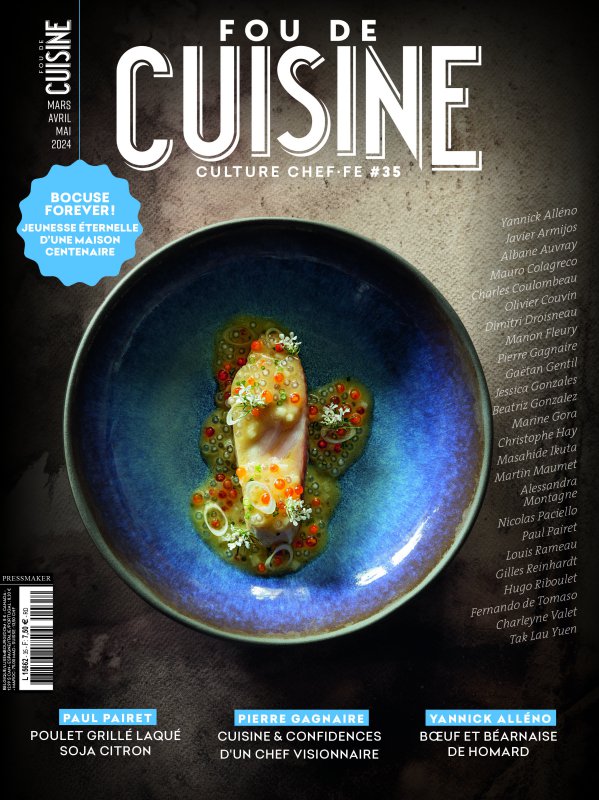 FOU DE
CUISINE
CULTURE CHEF·FE #35
FOU DE
CUISINE
MARS
AVRIL
MAI
2024
BOCUSE
FOREVER !
JEUNESSE ÉTERNELLE
D'UNE MAISON
CENTENAIRE
Yannick Alléno
Javier Armijos
Albane Auvray
Mauro Colagreco
Charles Coulombeau
Olivier Couvin
Dimitri Droisneau
Manon Fleury
Pierre Gagnaire
Gaëtan Gentil
Jessica Gonzales
Beatriz Gonzalez
Marine Gora
Christophe Hay
Masahide Ikuta
Martin Maumet
Alessandra
Montagne
Nicolas Paciello
Paul Pairet
Louis Rameau
Gilles Reinhardt
Hugo Riboulet
Fernando de Tomaso
Charleyne Valet
Tak Lau Yuen
PRESSMAKER
L 15662 - 35 - F: 7,50 € - RD
PAUL PAIRET
POULET GRILLÉ LAQUÉ
SOJA CITRON
PIERRE GAGNAIRE
CUISINE & CONFIDENCES
D'UN CHEF VISIONNAIRE
YANNICK ALLÉNO
BŒUF ET BÉARNAISE
DE HOMARD